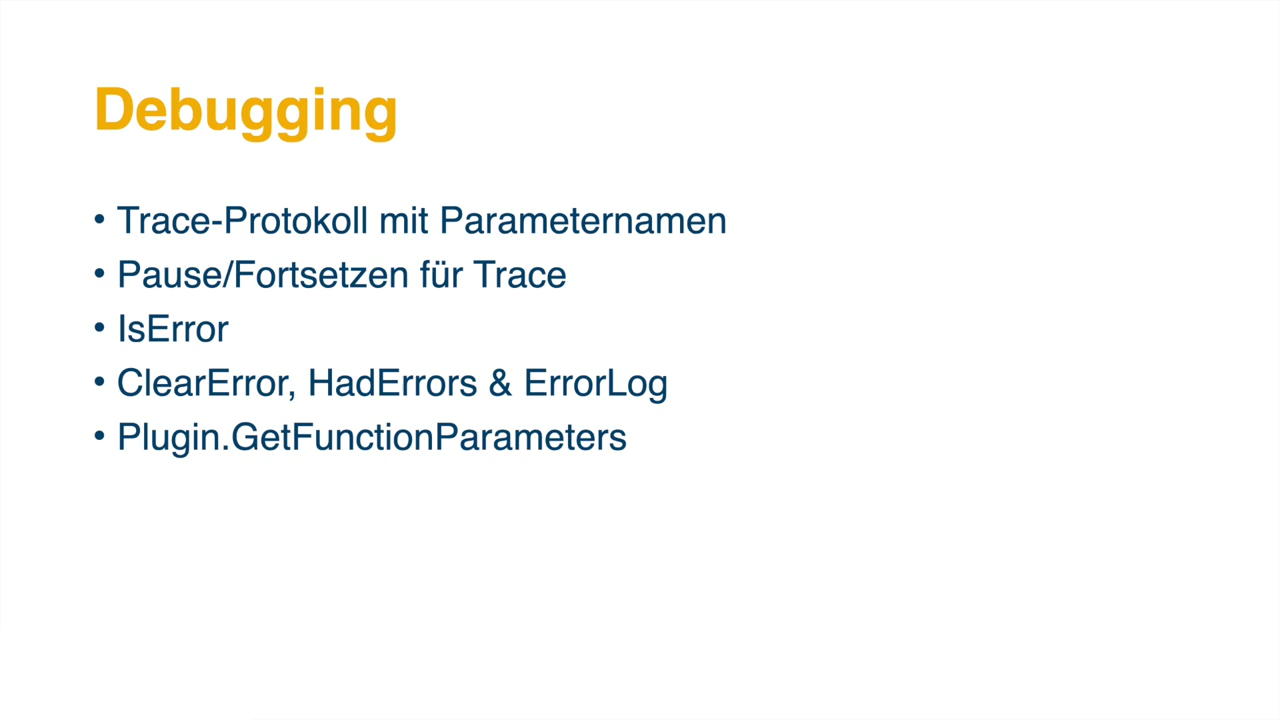 Debugging
• Trace-Protokoll mit Parameternamen
• Pause/Fortsetzen für Trace
• IsError
• ClearError, HadErrors & ErrorLog
• Plugin.GetFunctionParameters